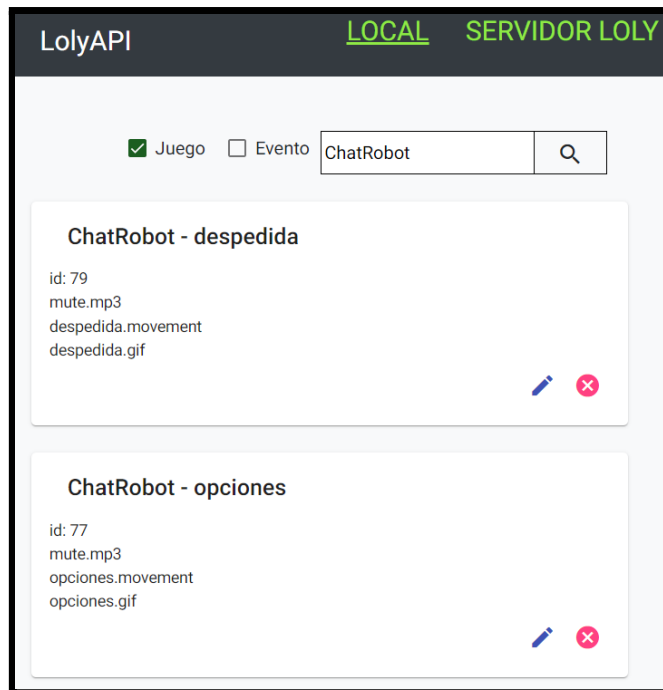 LolyAPI LOCAL SERVIDOR LOLY
Juego Evento ChatRobot
ChatRobot - despedida
id: 79
mute.mp3
despedida.movement
despedida.gif
ChatRobot - opciones
id: 77
mute.mp3
opciones.movement
opciones.gif